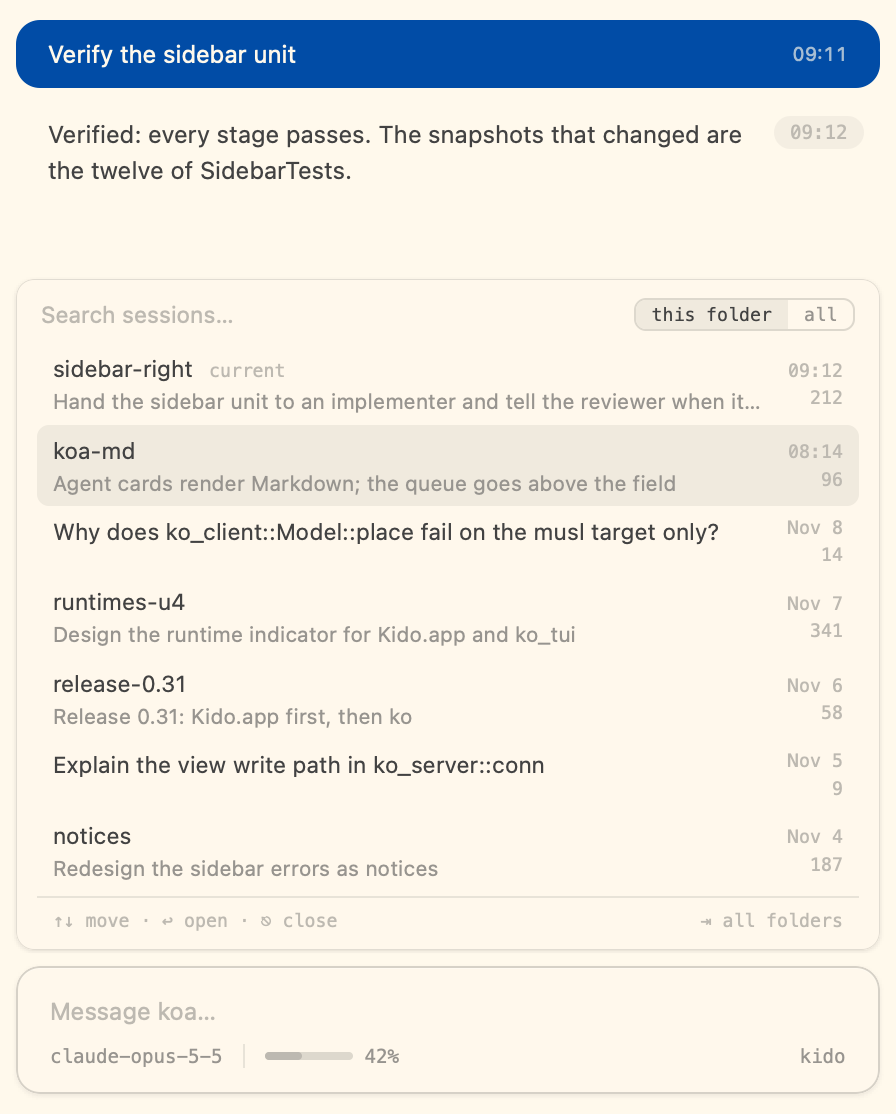 Verify the sidebar unit 09:11
Verified: every stage passes. The snapshots that changed are 09:12
the twelve of SidebarTests.
Search sessions... this folder all
sidebar-right current 09:12
Hand the sidebar unit to an implementer and tell the reviewer when it… 212
koa-md 08:14
Agent cards render Markdown; the queue goes above the field 96
Why does ko_client::Model::place fail on the musl target only? Nov 8
14
runtimes-u4 Nov 7
Design the runtime indicator for Kido.app and ko_tui 341
release-0.31 Nov 6
Release 0.31: Kido.app first, then ko 58
Explain the view write path in ko_server::conn Nov 5
9
notices Nov 4
Redesign the sidebar errors as notices 187
↑↓ move · ↩ open · ⎋ close ⇥ all folders
Message koa...
claude-opus-5-5 42% kido